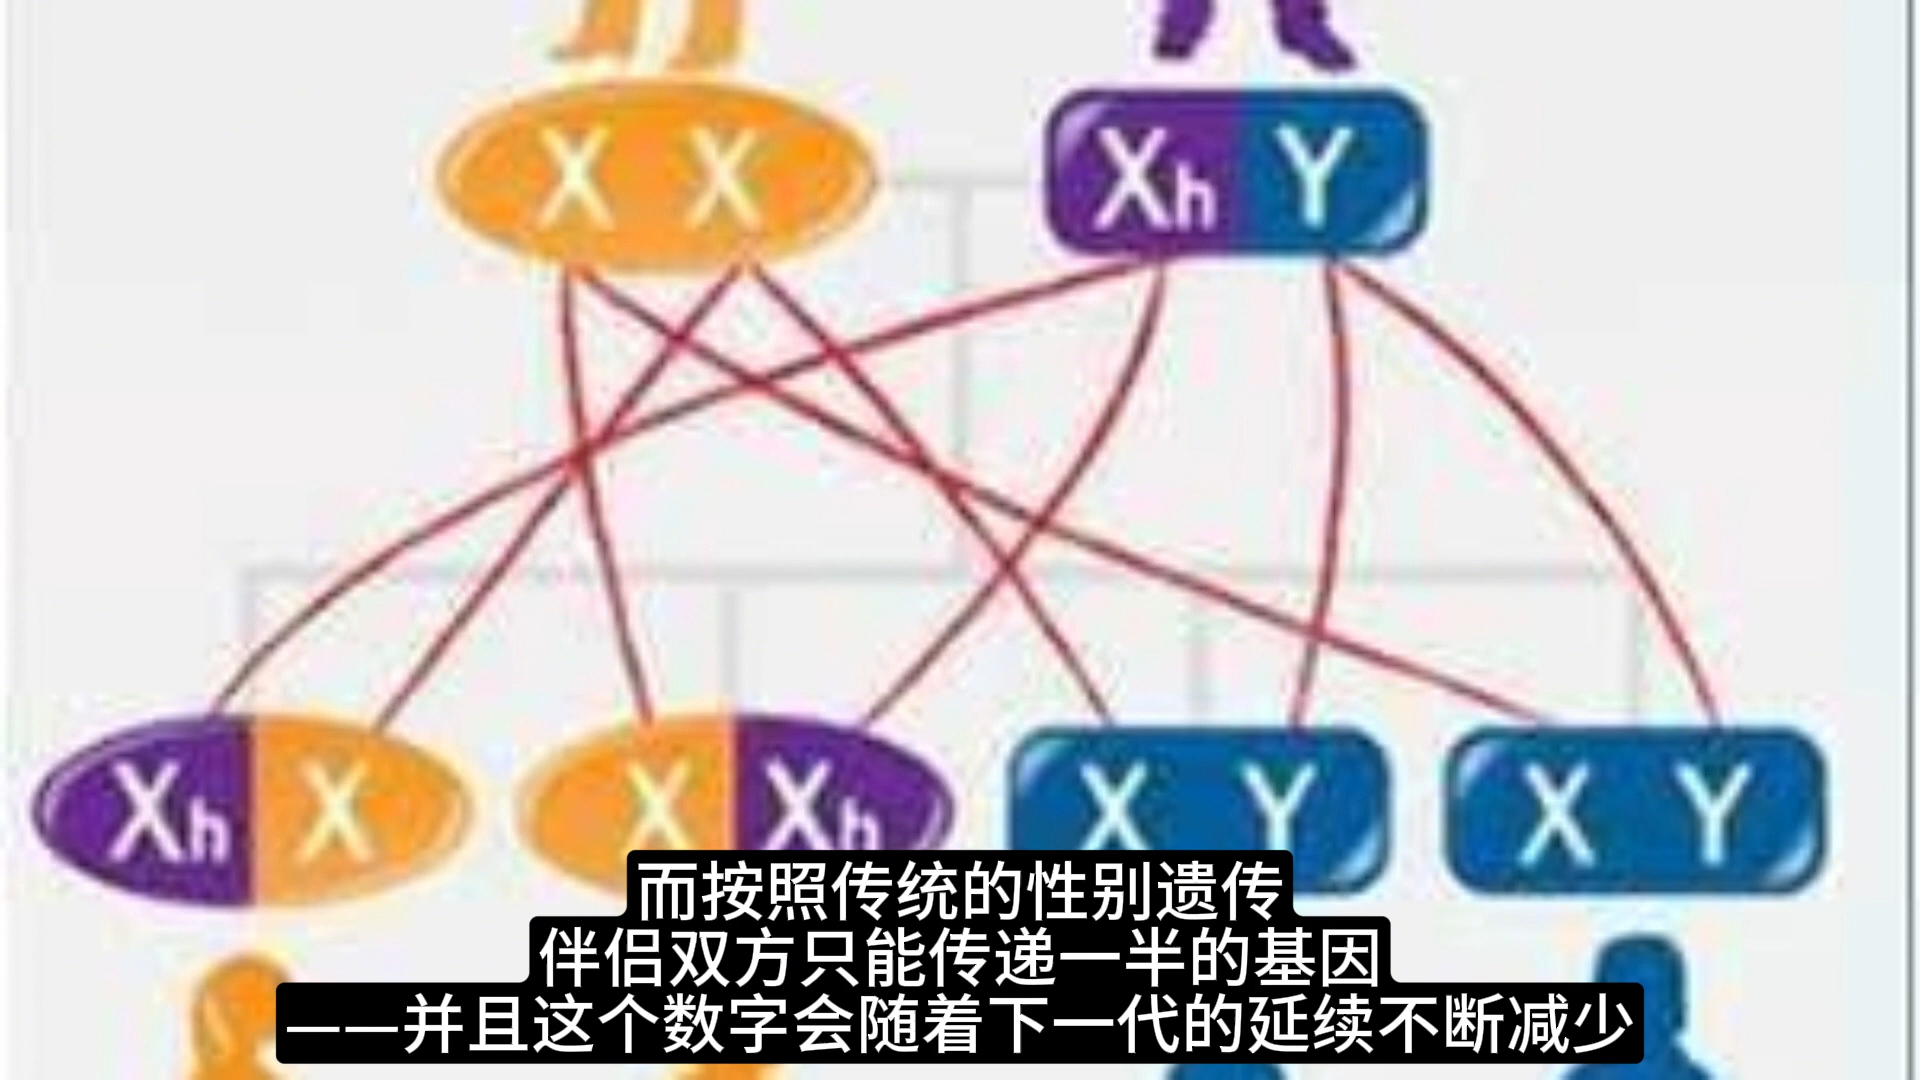 X X
Xh Y
Xh X
X Xh
X Y
X Y
而按照传统的性别遗传
伴侣双方只能传递一半的基因
——并且这个数字会随着下一代的延续不断减少